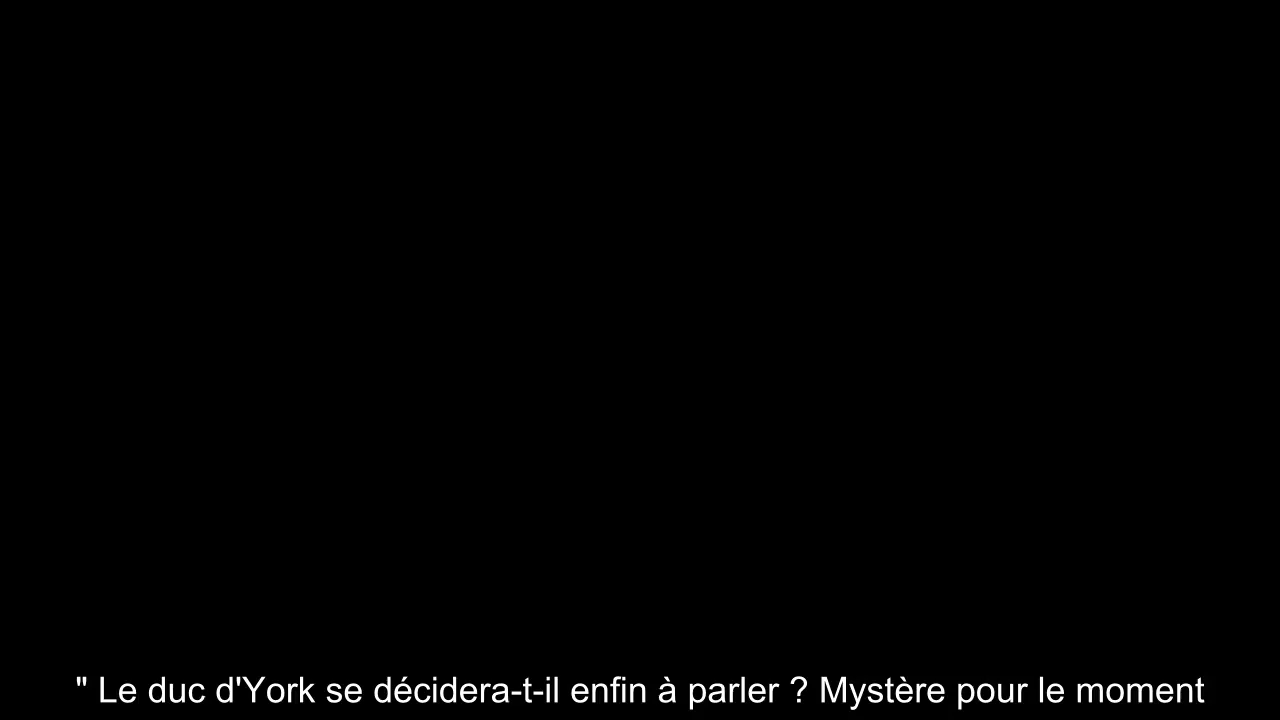 " Le duc d'York se décidera-t-il enfin à parler ? Mystère pour le moment